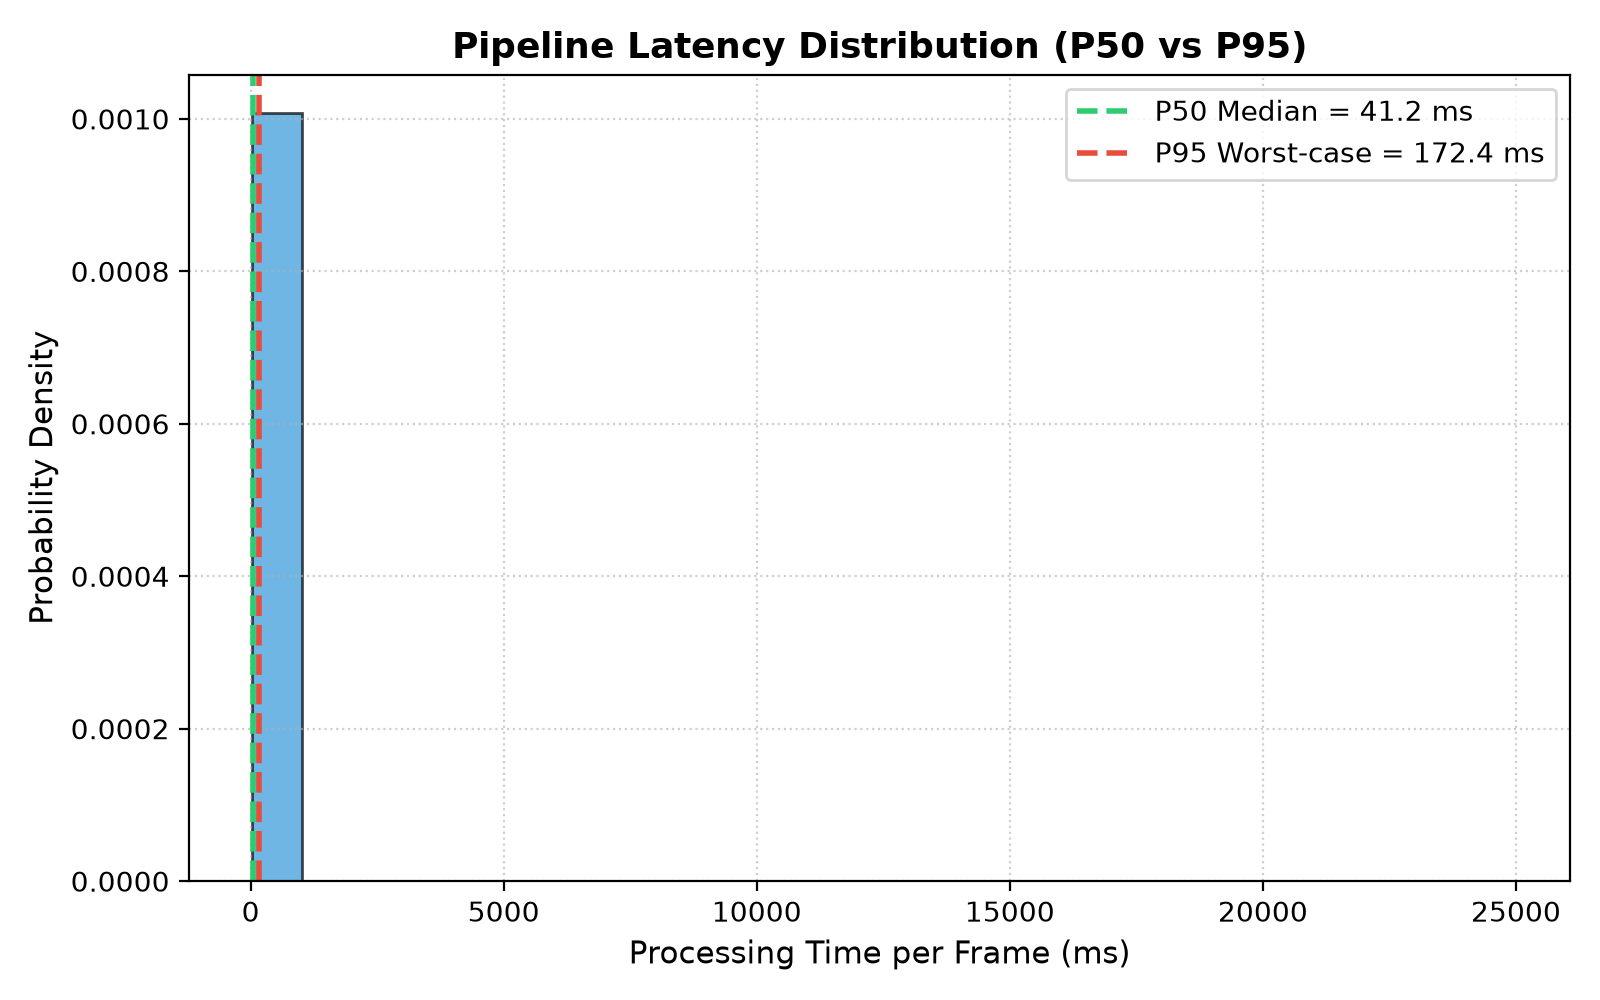 Pipeline Latency Distribution (P50 vs P95)
P50 Median = 41.2 ms
P95 Worst-case = 172.4 ms
Probability Density
0.0010
0.0008
0.0006
0.0004
0.0002
0.0000
0 5000 10000 15000 20000 25000
Processing Time per Frame (ms)